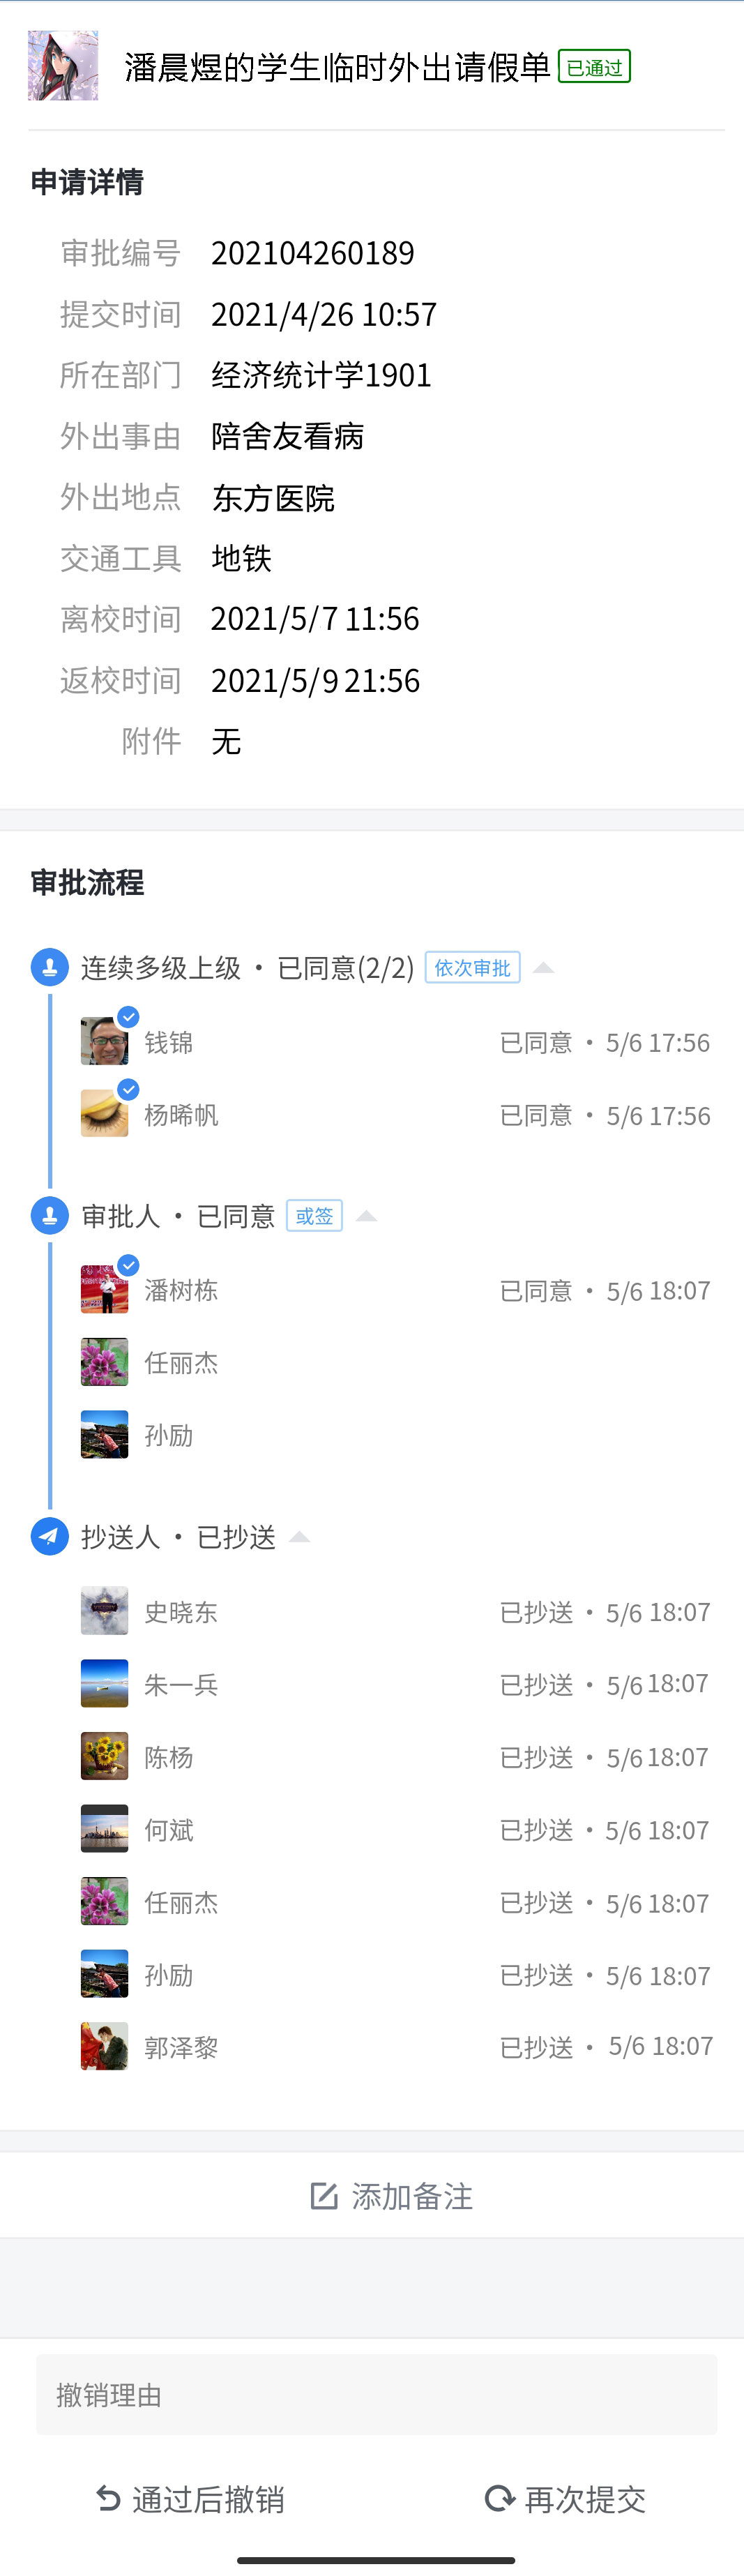 潘晨煜的学生临时外出请假单 已通过
申请详情
审批编号 202104260189
提交时间 2021/4/26 10:57
所在部门 经济统计学1901
外出事由 陪舍友看病
外出地点 东方医院
交通工具 地铁
离校时间 2021/5/7 11:56
返校时间 2021/5/9 21:56
附件 无
审批流程
连续多级上级 · 已同意(2/2) 依次审批
钱锦 已同意 · 5/6 17:56
杨晞帆 已同意 · 5/6 17:56
审批人 · 已同意 或签
潘树栋 已同意 · 5/6 18:07
任丽杰
孙励
抄送人 · 已抄送
史晓东 已抄送 · 5/6 18:07
朱一兵 已抄送 · 5/6 18:07
陈杨 已抄送 · 5/6 18:07
何斌 已抄送 · 5/6 18:07
任丽杰 已抄送 · 5/6 18:07
孙励 已抄送 · 5/6 18:07
郭泽黎 已抄送 · 5/6 18:07
添加备注
撤销理由
通过后撤销 再次提交